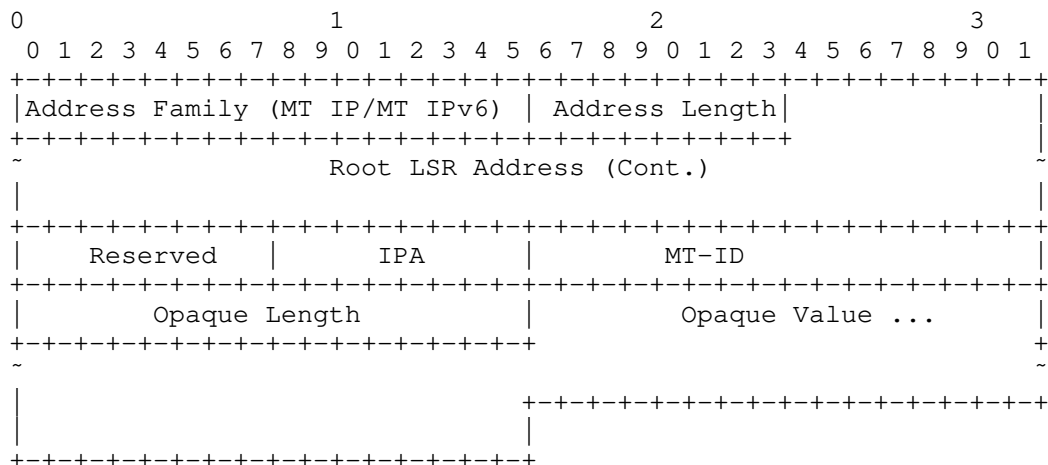 0                   1                   2                   3
 0 1 2 3 4 5 6 7 8 9 0 1 2 3 4 5 6 7 8 9 0 1 2 3 4 5 6 7 8 9 0 1
+-+-+-+-+-+-+-+-+-+-+-+-+-+-+-+-+-+-+-+-+-+-+-+-+-+-+-+-+-+-+-+-+
|Address Family (MT IP/MT IPv6) | Address Length|               |
+-+-+-+-+-+-+-+-+-+-+-+-+-+-+-+-+-+-+-+-+-+-+-+-+               |
~                   Root LSR Address (Cont.)                    ~
|                                                               |
+-+-+-+-+-+-+-+-+-+-+-+-+-+-+-+-+-+-+-+-+-+-+-+-+-+-+-+-+-+-+-+-+
|    Reserved   |      IPA      |        MT-ID                  |
+-+-+-+-+-+-+-+-+-+-+-+-+-+-+-+-+-+-+-+-+-+-+-+-+-+-+-+-+-+-+-+-+
|        Opaque Length          |         Opaque Value ...      |
+-+-+-+-+-+-+-+-+-+-+-+-+-+-+-+-+                               +
~                                                               ~
|                               +-+-+-+-+-+-+-+-+-+-+-+-+-+-+-+-+
|                               |
+-+-+-+-+-+-+-+-+-+-+-+-+-+-+-+-+